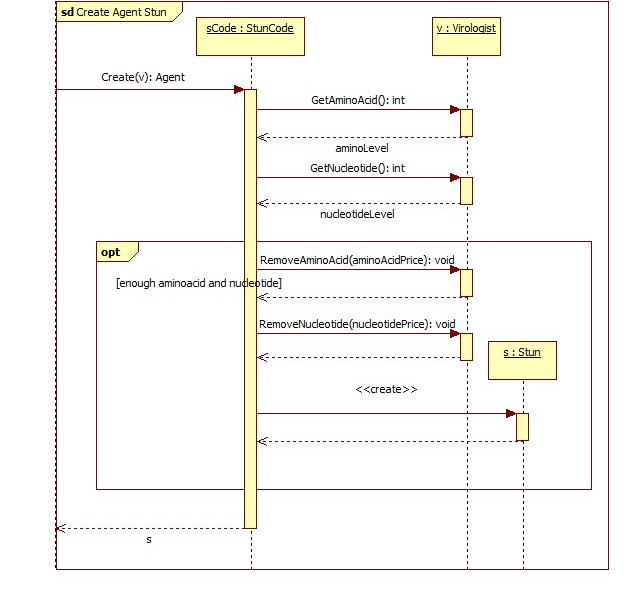 sd Create Agent Stun
sCode : StunCode
v : Virologist
Create(v): Agent
GetAminoAcid(): int
aminoLevel
GetNucleotide(): int
nucleotideLevel
opt
RemoveAminoAcid(aminoAcidPrice): void
[enough aminoacid and nucleotide]
RemoveNucleotide(nucleotidePrice): void
s : Stun
<<create>>
s